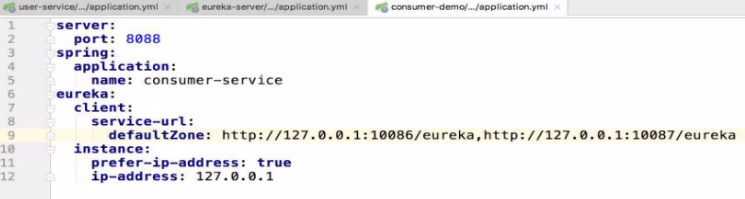 user-service/.../application.yml eureka-server/.../application.yml consumer-demo/.../application.yml
1 server:
2   port: 8088
3 spring:
4   application:
5     name: consumer-service
6 eureka:
7   client:
8     service-url:
9       defaultZone: http://127.0.0.1:10086/eureka,http://127.0.0.1:10087/eureka
10   instance:
11     prefer-ip-address: true
12     ip-address: 127.0.0.1